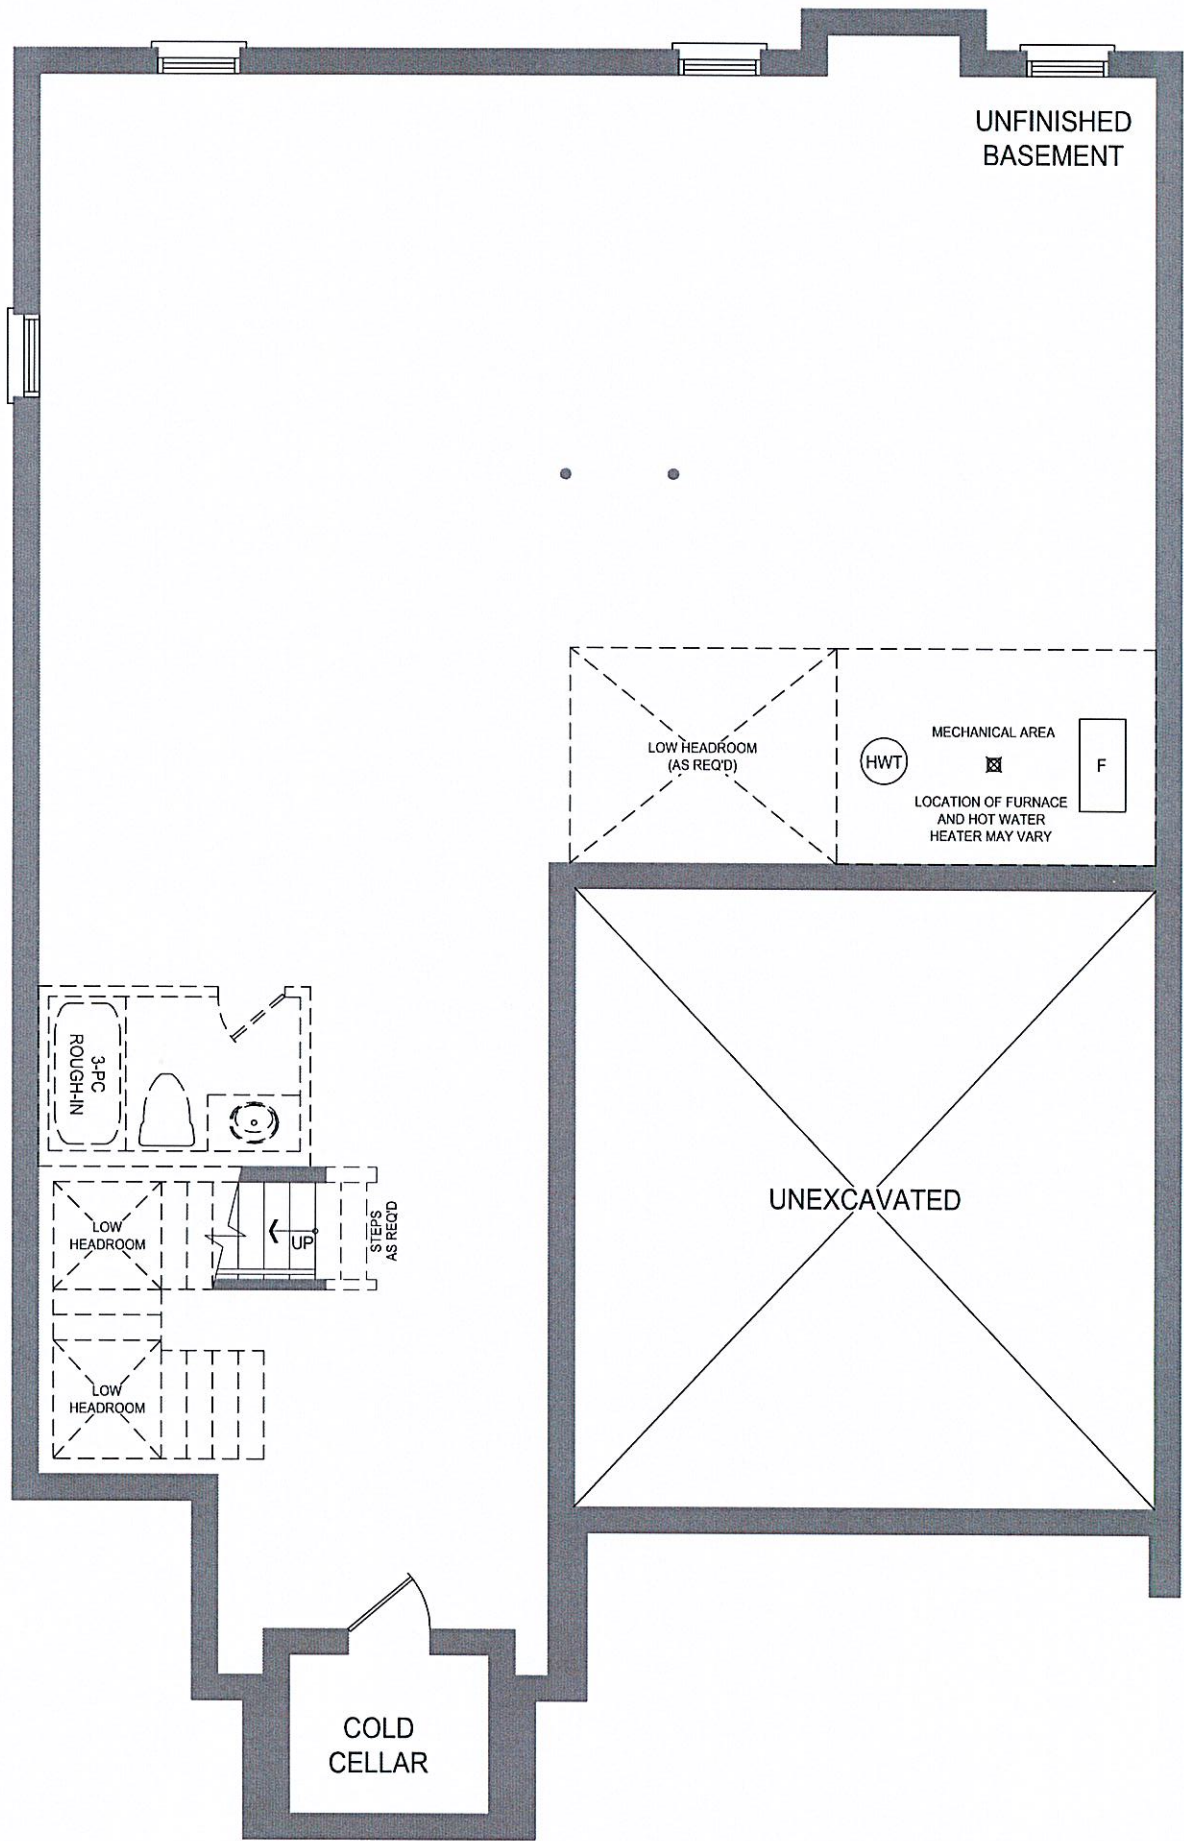 UNFINISHED
BASEMENT
LOW HEADROOM
(AS REQ'D)
HWT
MECHANICAL AREA
F
LOCATION OF FURNACE
AND HOT WATER
HEATER MAY VARY
3-PC
ROUGH-IN
LOW
HEADROOM
UP
STEPS
AS REQ'D
UNEXCAVATED
LOW
HEADROOM
COLD
CELLAR